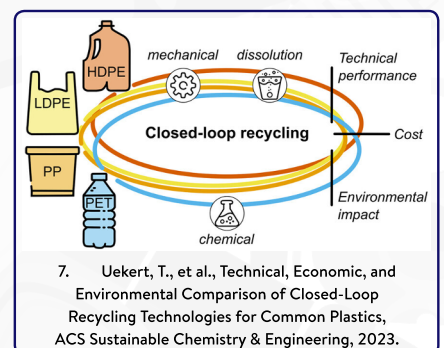 HDPE
mechanical dissolution
Technical
performance
LDPE
Closed-loop recycling
Cost
PP
PET
Environmental
impact
chemical
7. Uekert, T., et al., Technical, Economic, and
Environmental Comparison of Closed-Loop
Recycling Technologies for Common Plastics,
ACS Sustainable Chemistry & Engineering, 2023.